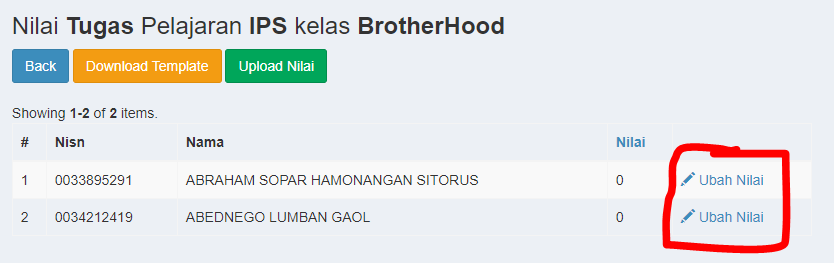 Nilai Tugas Pelajaran IPS kelas BrotherHood
Back Download Template Upload Nilai
Showing 1-2 of 2 items.
# Nisn Nama Nilai
1 0033895291 ABRAHAM SOPAR HAMONANGAN SITORUS 0 Ubah Nilai
2 0034212419 ABEDNEGO LUMBAN GAOL 0 Ubah Nilai